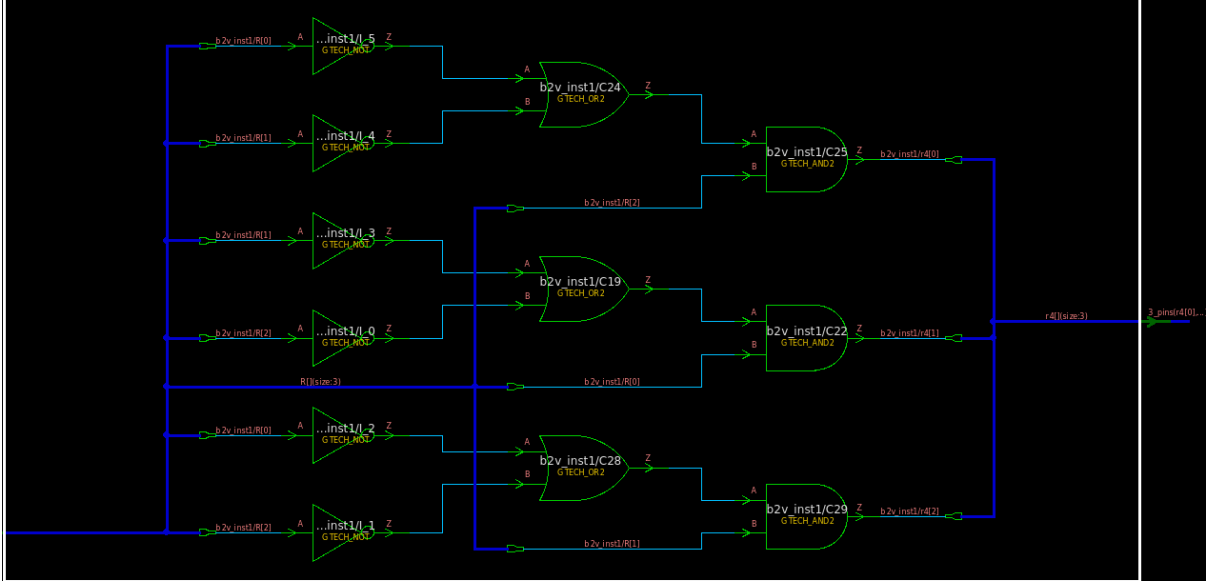 b2v_inst1/R[0]
A
...inst1/I_5
GTECH_NOT
Z
b2v_inst1/R[1]
A
...inst1/I_4
GTECH_NOT
Z
A
B
b2v_inst1/C24
GTECH_OR2
Z
A
B
b2v_inst1/C25
GTECH_AND2
Z
b2v_inst1/r4[0]
b2v_inst1/R[2]
b2v_inst1/R[1]
A
...inst1/I_3
GTECH_NOT
Z
b2v_inst1/R[2]
A
...inst1/I_0
GTECH_NOT
Z
A
B
b2v_inst1/C19
GTECH_OR2
Z
A
B
b2v_inst1/C22
GTECH_AND2
Z
b2v_inst1/r4[1]
r4[](size:3)
3_pins(r4[0],...
R[](size:3)
b2v_inst1/R[0]
b2v_inst1/R[0]
A
...inst1/I_2
GTECH_NOT
Z
b2v_inst1/R[2]
A
...inst1/I_1
GTECH_NOT
Z
A
B
b2v_inst1/C28
GTECH_OR2
Z
A
B
b2v_inst1/C29
GTECH_AND2
Z
b2v_inst1/r4[2]
b2v_inst1/R[1]